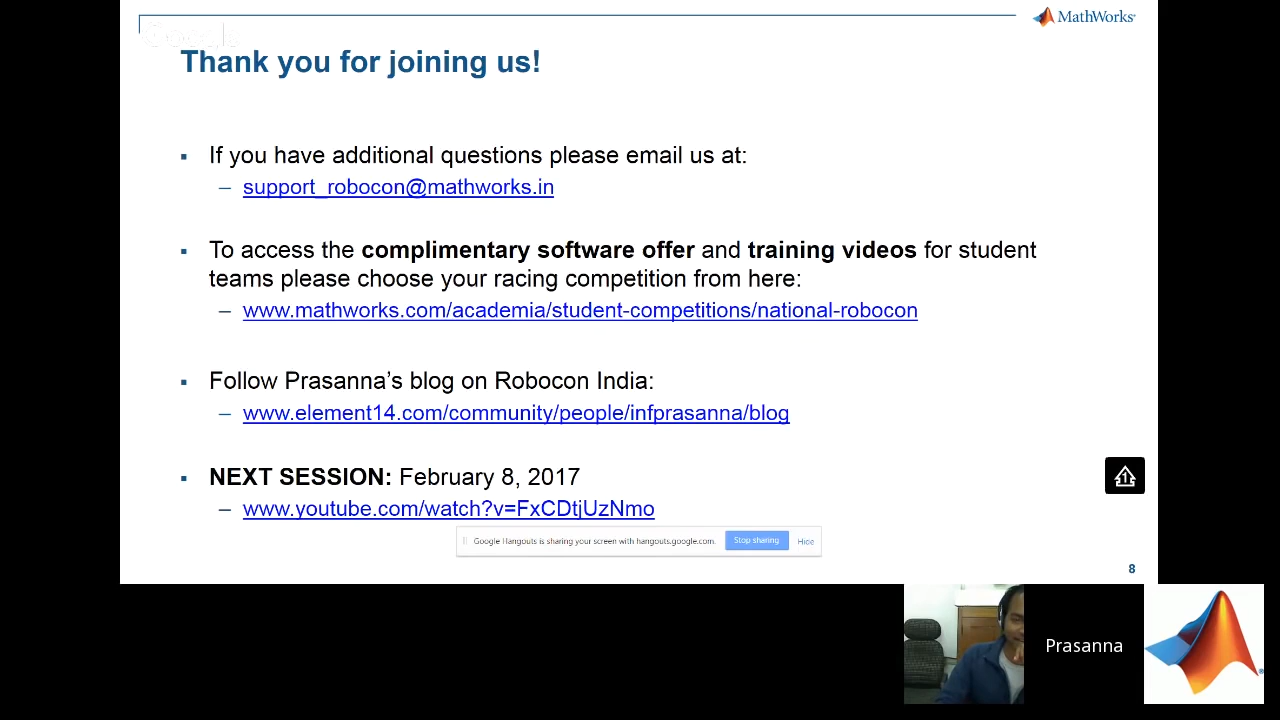 Google
MathWorks®
Thank you for joining us!
▪ If you have additional questions please email us at:
– support_robocon@mathworks.in
▪ To access the complimentary software offer and training videos for student
teams please choose your racing competition from here:
– www.mathworks.com/academia/student-competitions/national-robocon
▪ Follow Prasanna’s blog on Robocon India:
– www.element14.com/community/people/infprasanna/blog
▪ NEXT SESSION: February 8, 2017
– www.youtube.com/watch?v=FxCDtjUzNmo
Google Hangouts is sharing your screen with hangouts.google.com. Stop sharing Hide
8
Prasanna